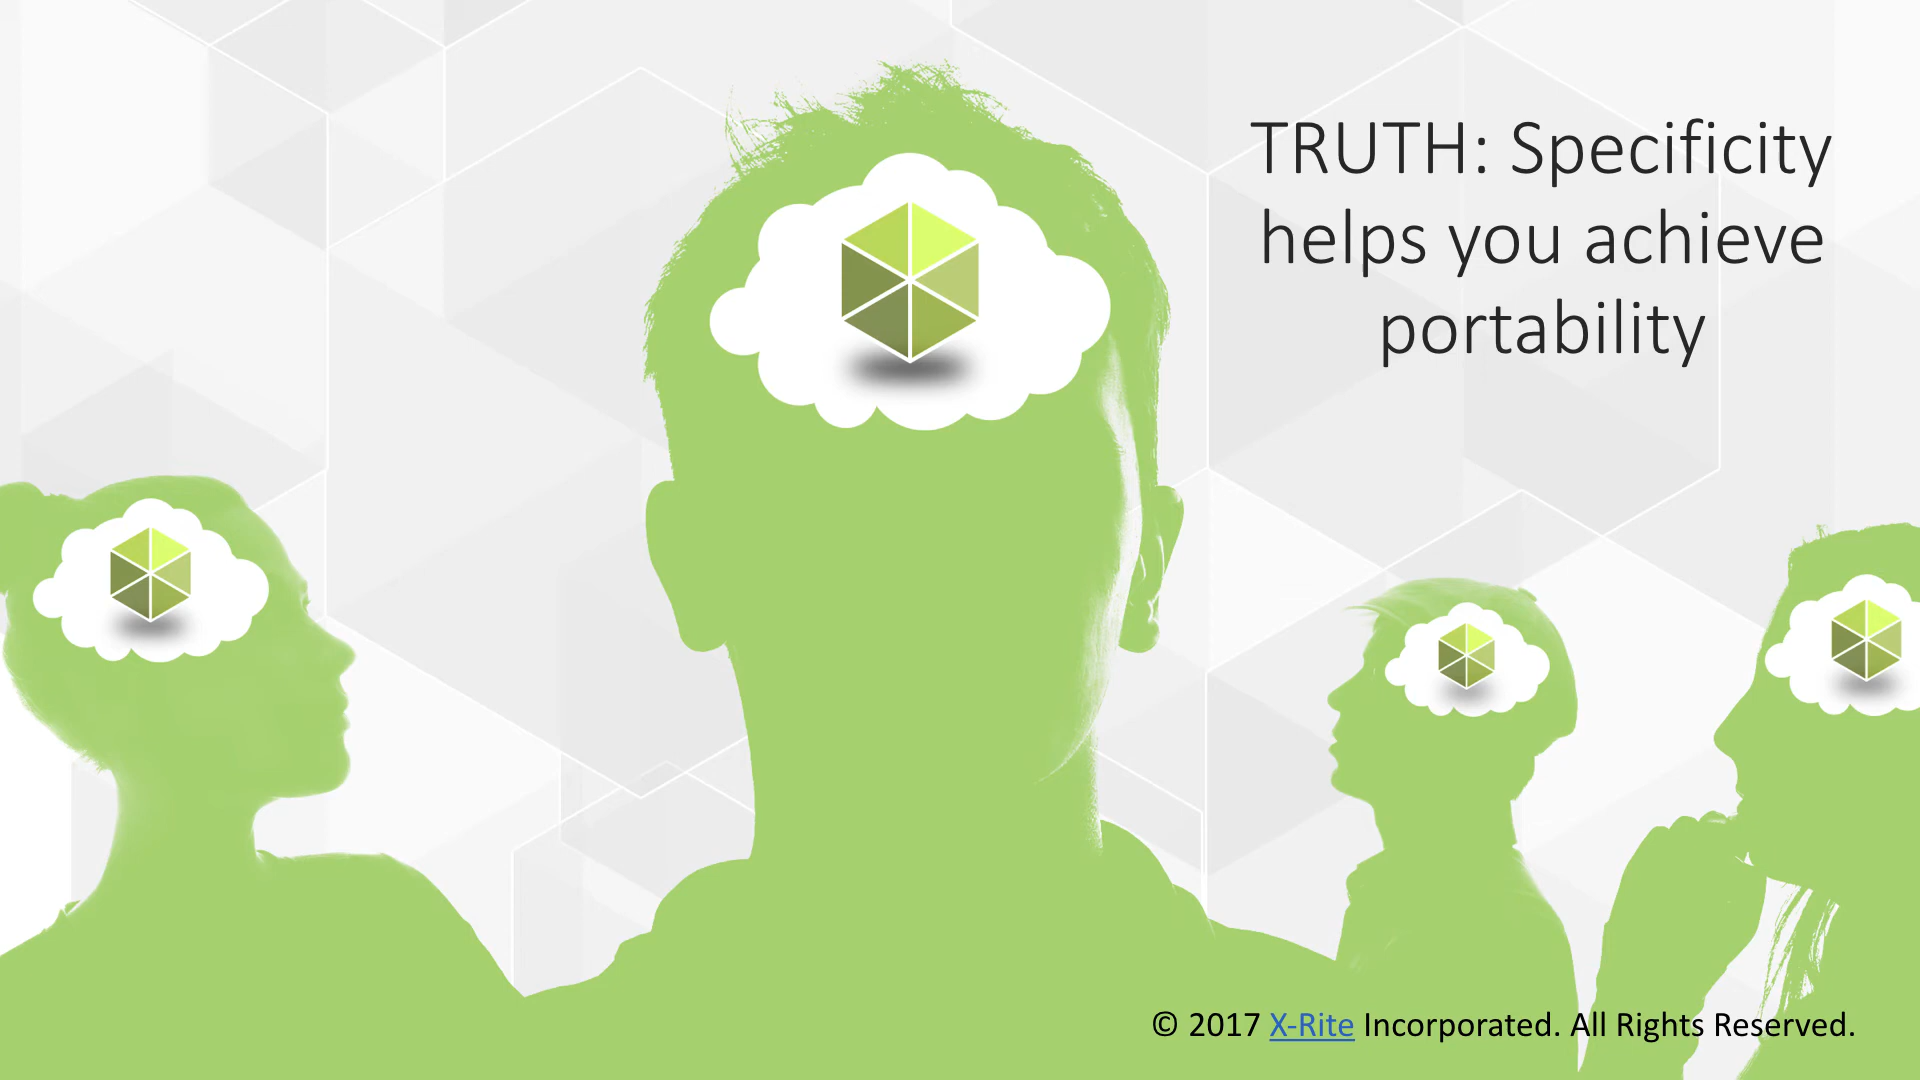 TRUTH: Specificity
helps you achieve
portability
© 2017 X-Rite Incorporated. All Rights Reserved.